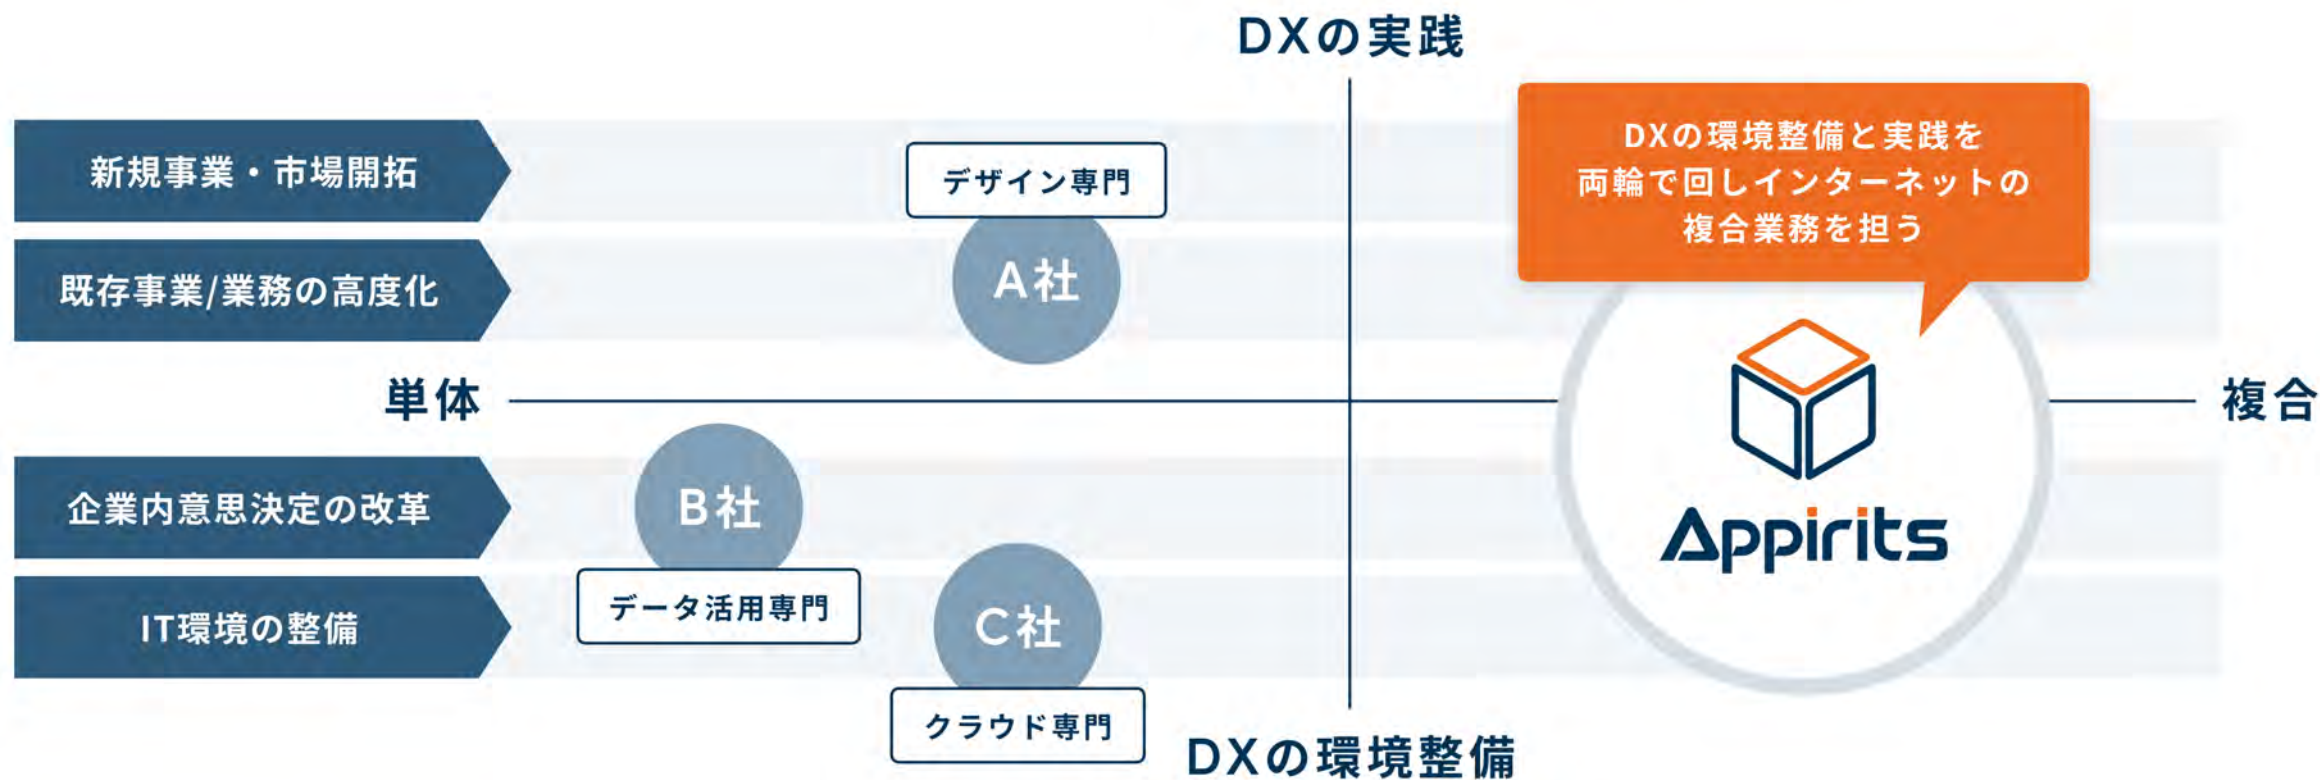 DXの実践
DXの環境整備と実践を
両輪で回しインターネットの
複合業務を担う
新規事業・市場開拓
デザイン専門
既存事業/業務の高度化
A社
単体
複合
企業内意思決定の改革
B社
Appirits
データ活用専門
IT環境の整備
C社
クラウド専門
DXの環境整備